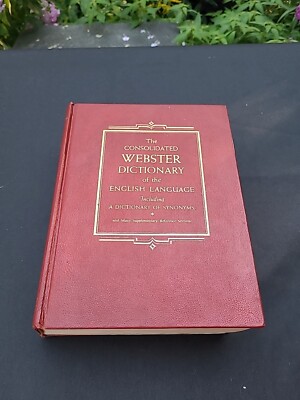 The
CONSOLIDATED
WEBSTER
DICTIONARY
of the
ENGLISH LANGUAGE
Including
A DICTIONARY OF SYNONYMS